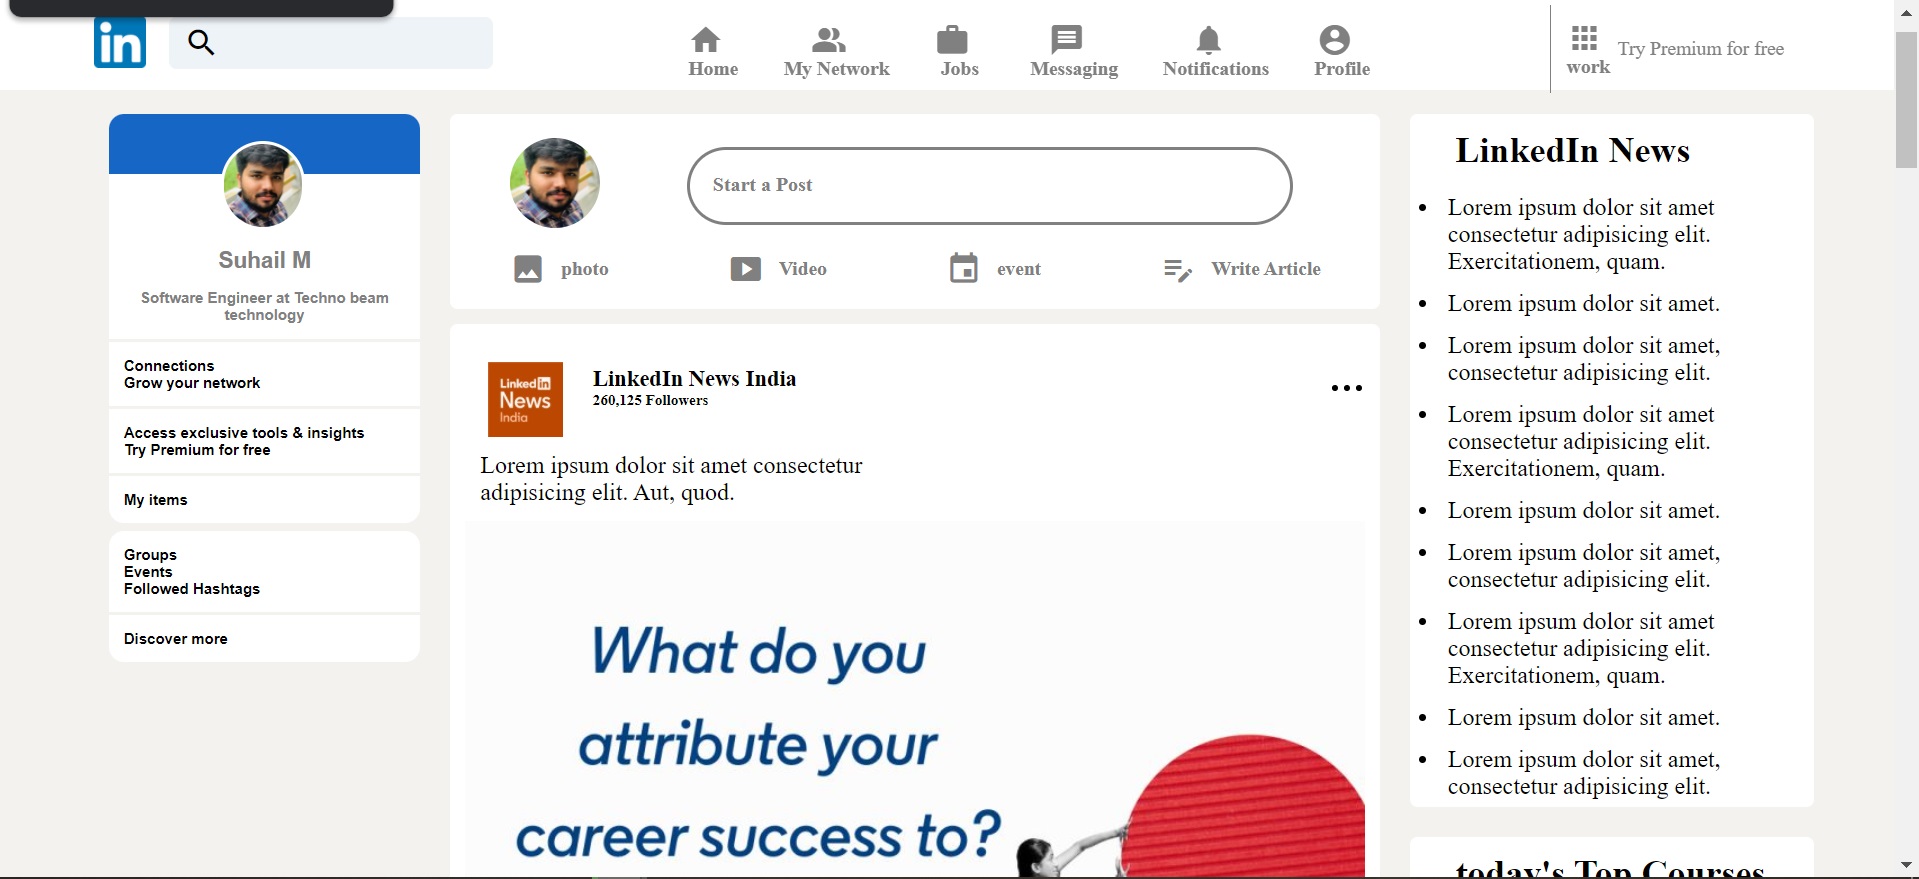 in
Home
My Network
Jobs
Messaging
Notifications
Profile
work
Try Premium for free
Suhail M
Software Engineer at Techno beam
technology
Connections
Grow your network
Access exclusive tools & insights
Try Premium for free
My items
Groups
Events
Followed Hashtags
Discover more
Start a Post
photo
Video
event
Write Article
Linked in
News
India
LinkedIn News India
260,125 Followers
Lorem ipsum dolor sit amet consectetur
adipisicing elit. Aut, quod.
What do you
attribute your
career success to?
LinkedIn News
Lorem ipsum dolor sit amet
consectetur adipisicing elit.
Exercitationem, quam.
Lorem ipsum dolor sit amet.
Lorem ipsum dolor sit amet,
consectetur adipisicing elit.
Lorem ipsum dolor sit amet
consectetur adipisicing elit.
Exercitationem, quam.
Lorem ipsum dolor sit amet.
Lorem ipsum dolor sit amet,
consectetur adipisicing elit.
Lorem ipsum dolor sit amet
consectetur adipisicing elit.
Exercitationem, quam.
Lorem ipsum dolor sit amet.
Lorem ipsum dolor sit amet,
consectetur adipisicing elit.
today's Top Courses